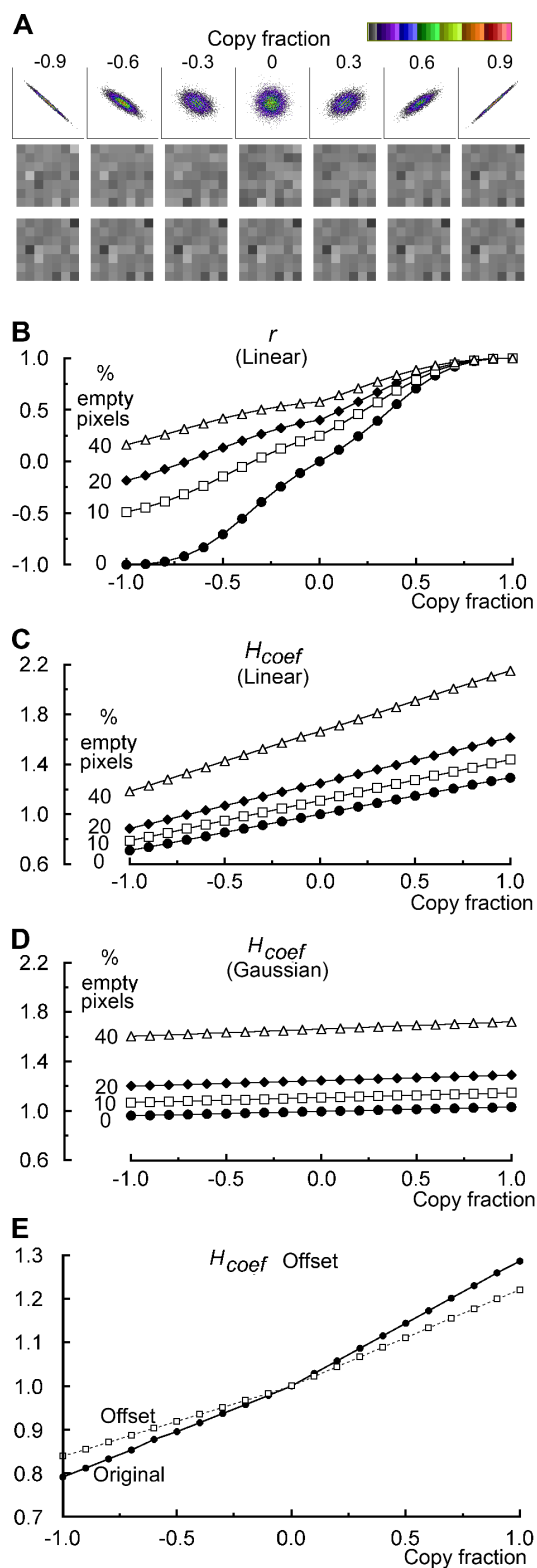 A
Copy fraction
-0.9 -0.6 -0.3 0 0.3 0.6 0.9
B
r
(Linear)
%
empty
pixels
40
20
10
0
1.0
0.5
0.0
-0.5
-1.0
-1.0 -0.5 0.0 0.5 1.0
Copy fraction
C
Hcoef
(Linear)
%
empty
pixels
40
20
10
0
2.2
1.8
1.4
1.0
0.6
-1.0 -0.5 0.0 0.5 1.0
Copy fraction
D
Hcoef
(Gaussian)
%
empty
pixels
40
20
10
0
2.2
1.8
1.4
1.0
0.6
-1.0 -0.5 0.0 0.5 1.0
Copy fraction
E
Hcoef Offset
1.3
1.2
1.1
1.0
0.9
0.8
0.7
Offset
Original
-1.0 -0.5 0.0 0.5 1.0
Copy fraction